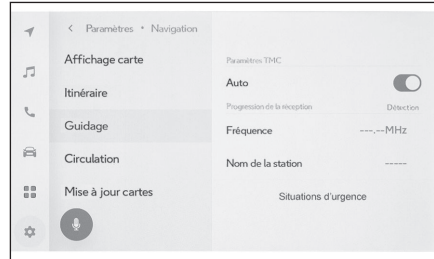 < Paramètres • Navigation
Affichage carte
Itinéraire
Guidage
Circulation
Mise à jour cartes
Paramètres TMC
Auto
Progression de la réception Détection
Fréquence ---.--MHz
Nom de la station -----
Situations d'urgence